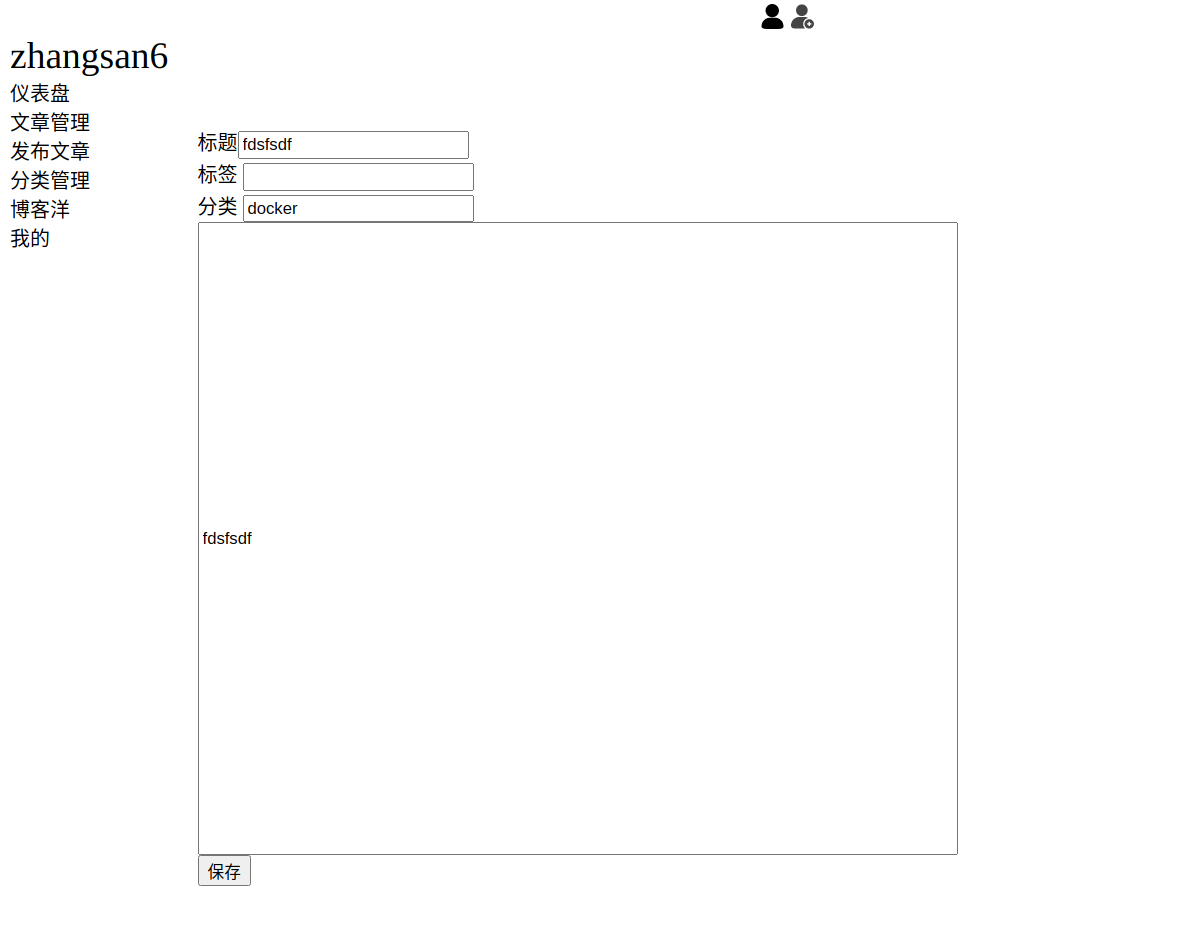 zhangsan6
仪表盘
文章管理
发布文章
分类管理
博客洋
我的
标题 fdsfsdf
标签
分类 docker
fdsfsdf
保存